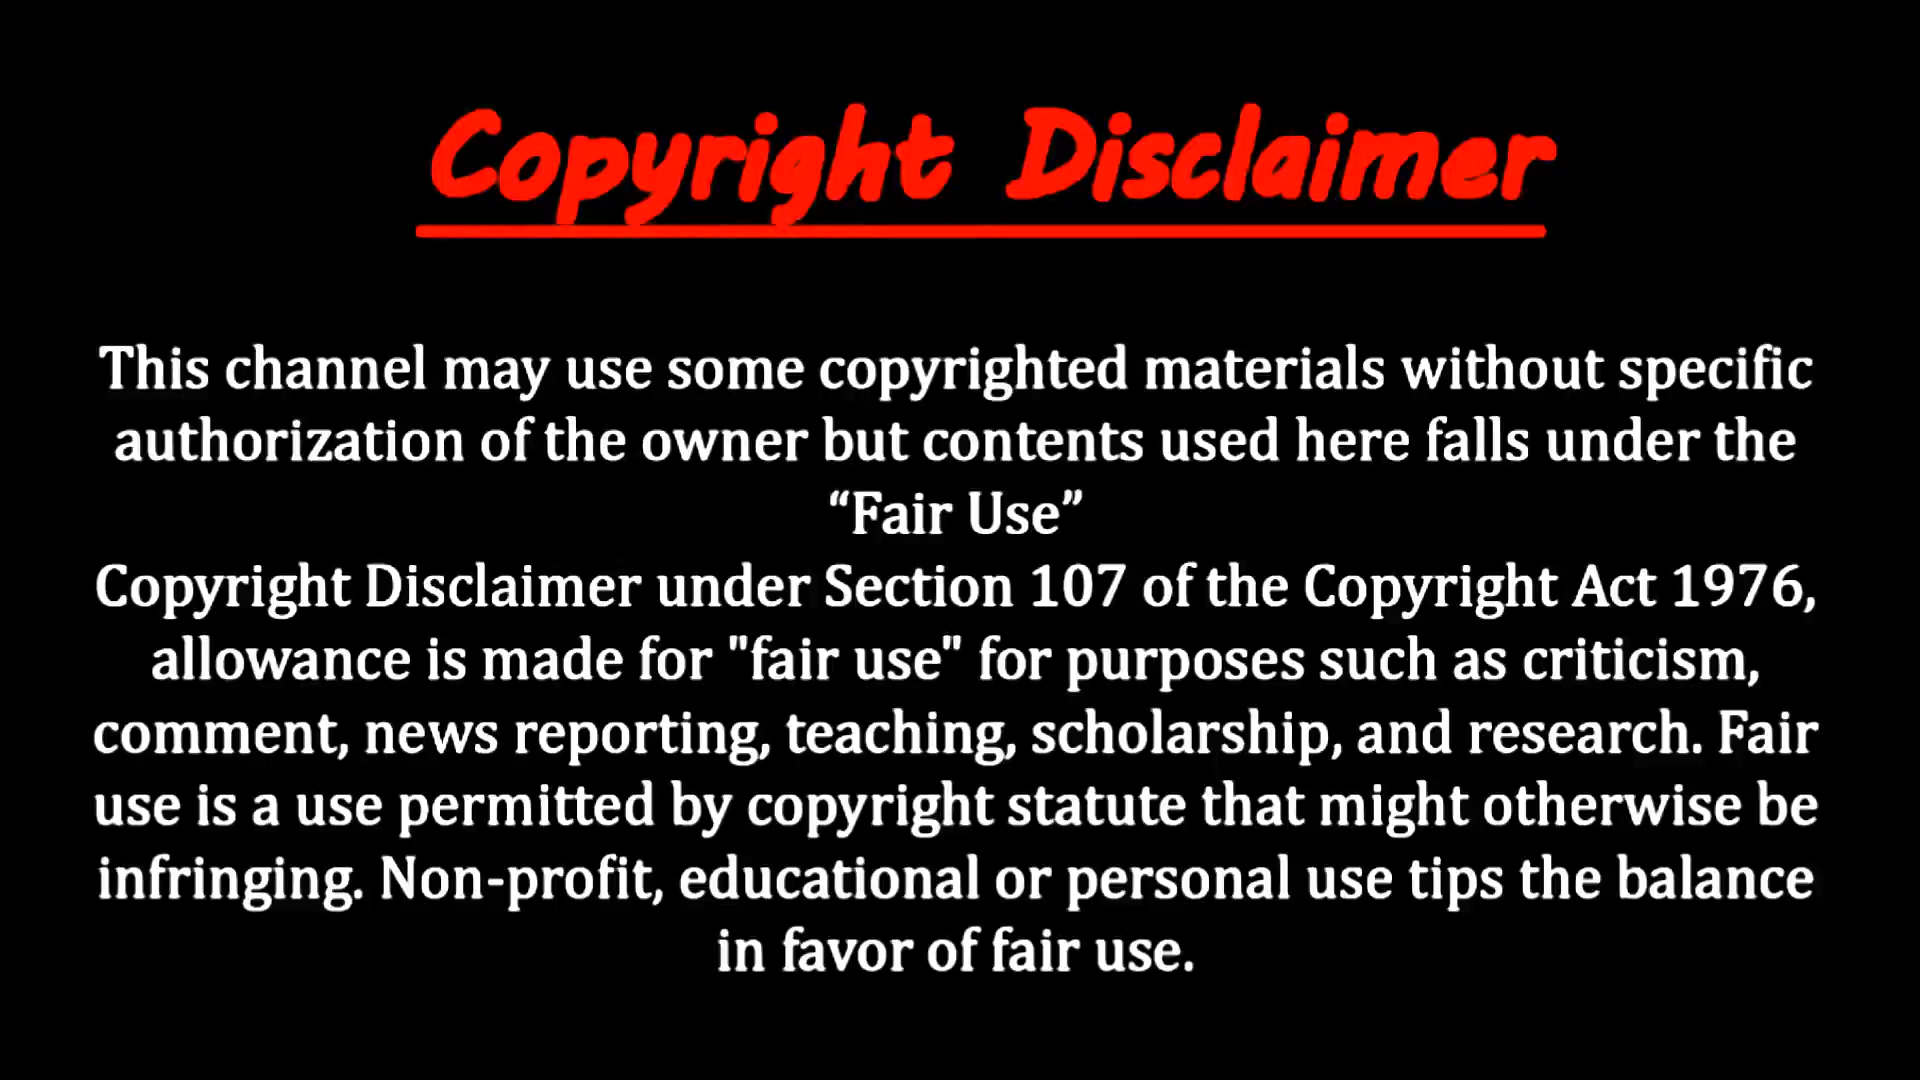 Copyright Disclaimer
This channel may use some copyrighted materials without specific
authorization of the owner but contents used here falls under the
“Fair Use”
Copyright Disclaimer under Section 107 of the Copyright Act 1976,
allowance is made for "fair use" for purposes such as criticism,
comment, news reporting, teaching, scholarship, and research. Fair
use is a use permitted by copyright statute that might otherwise be
infringing. Non-profit, educational or personal use tips the balance
in favor of fair use.